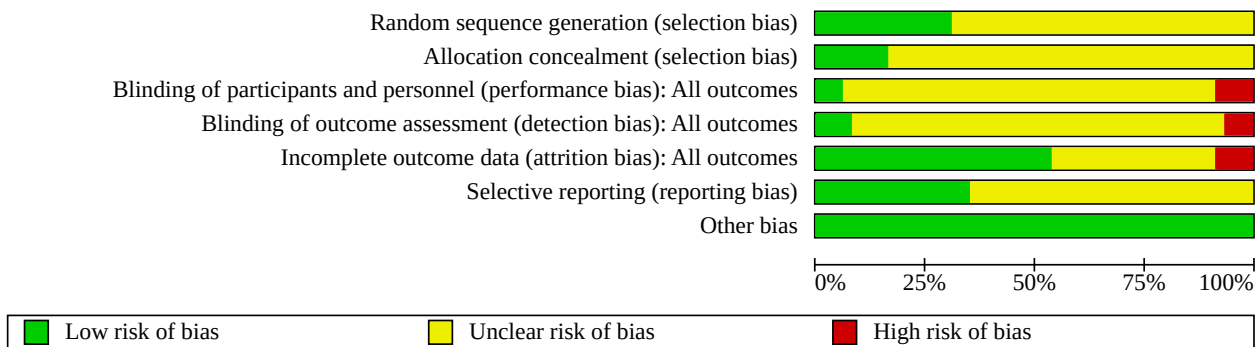 Random sequence generation (selection bias)
Allocation concealment (selection bias)
Blinding of participants and personnel (performance bias): All outcomes
Blinding of outcome assessment (detection bias): All outcomes
Incomplete outcome data (attrition bias): All outcomes
Selective reporting (reporting bias)
Other bias
0% 25% 50% 75% 100%
Low risk of bias Unclear risk of bias High risk of bias